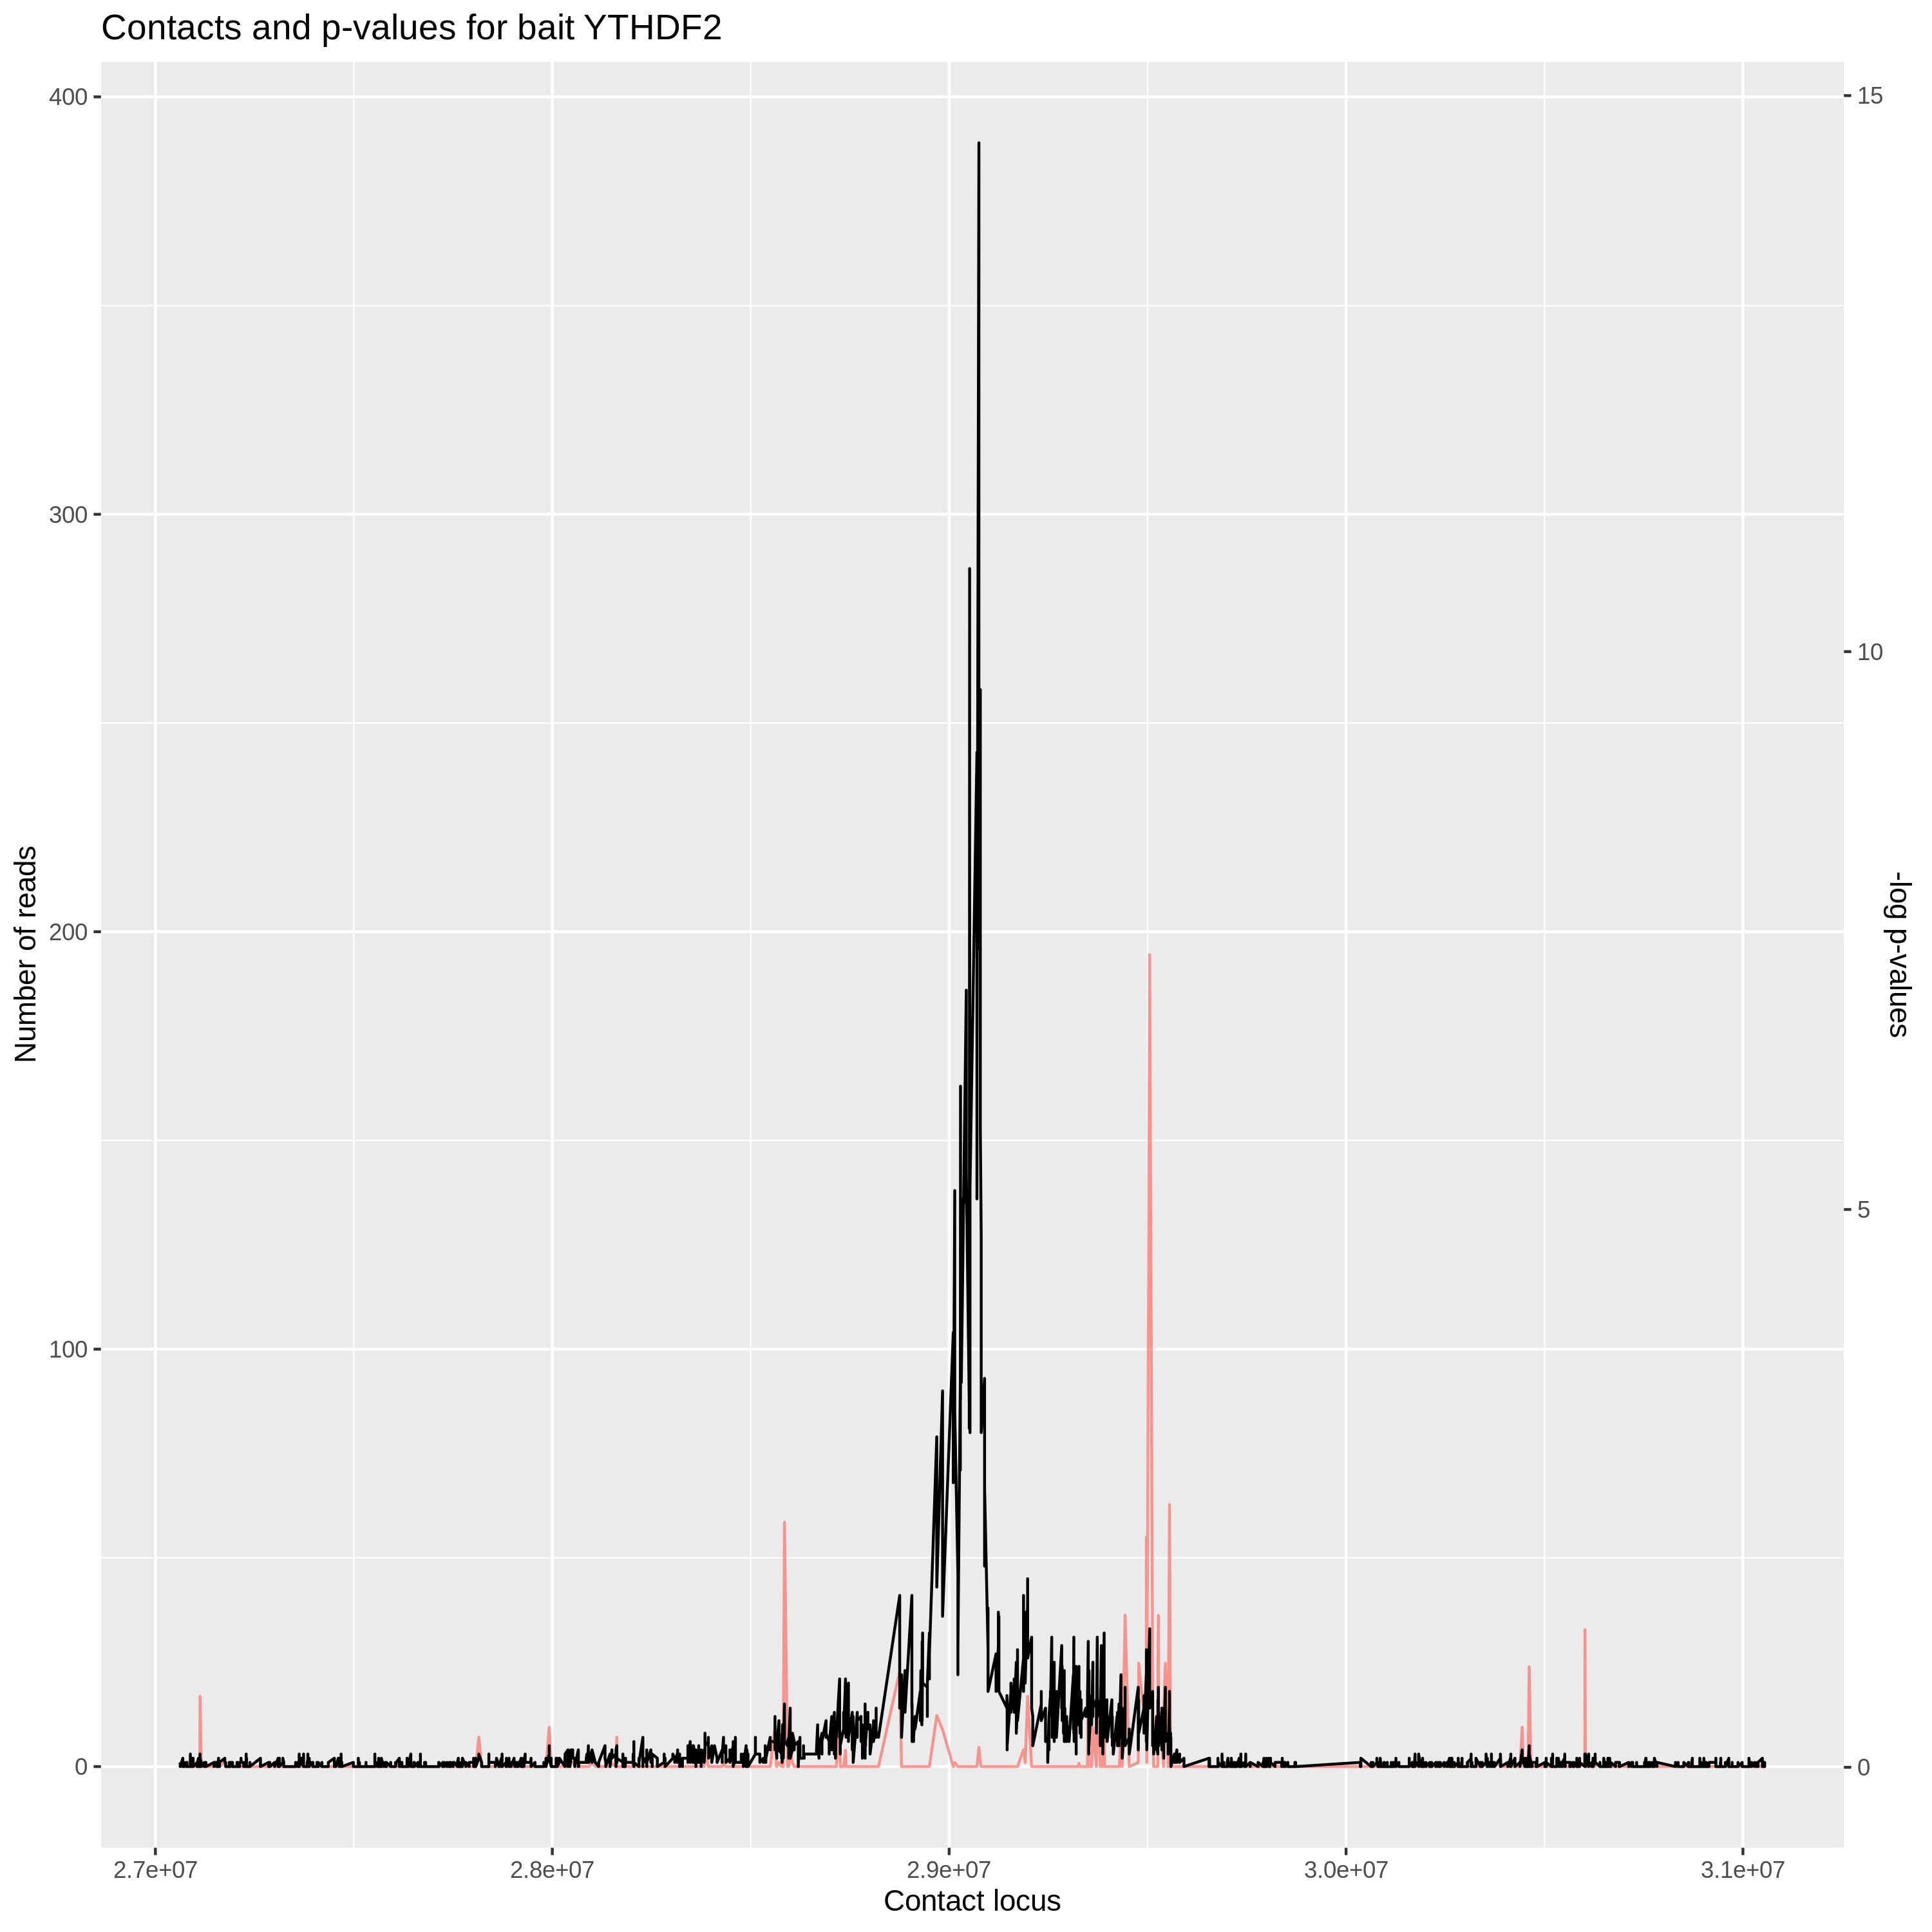 Contacts and p-values for bait YTHDF2
400
300
200
100
0
15
10
5
0
Number of reads
-log p-values
2.7e+07
2.8e+07
2.9e+07
3.0e+07
3.1e+07
Contact locus